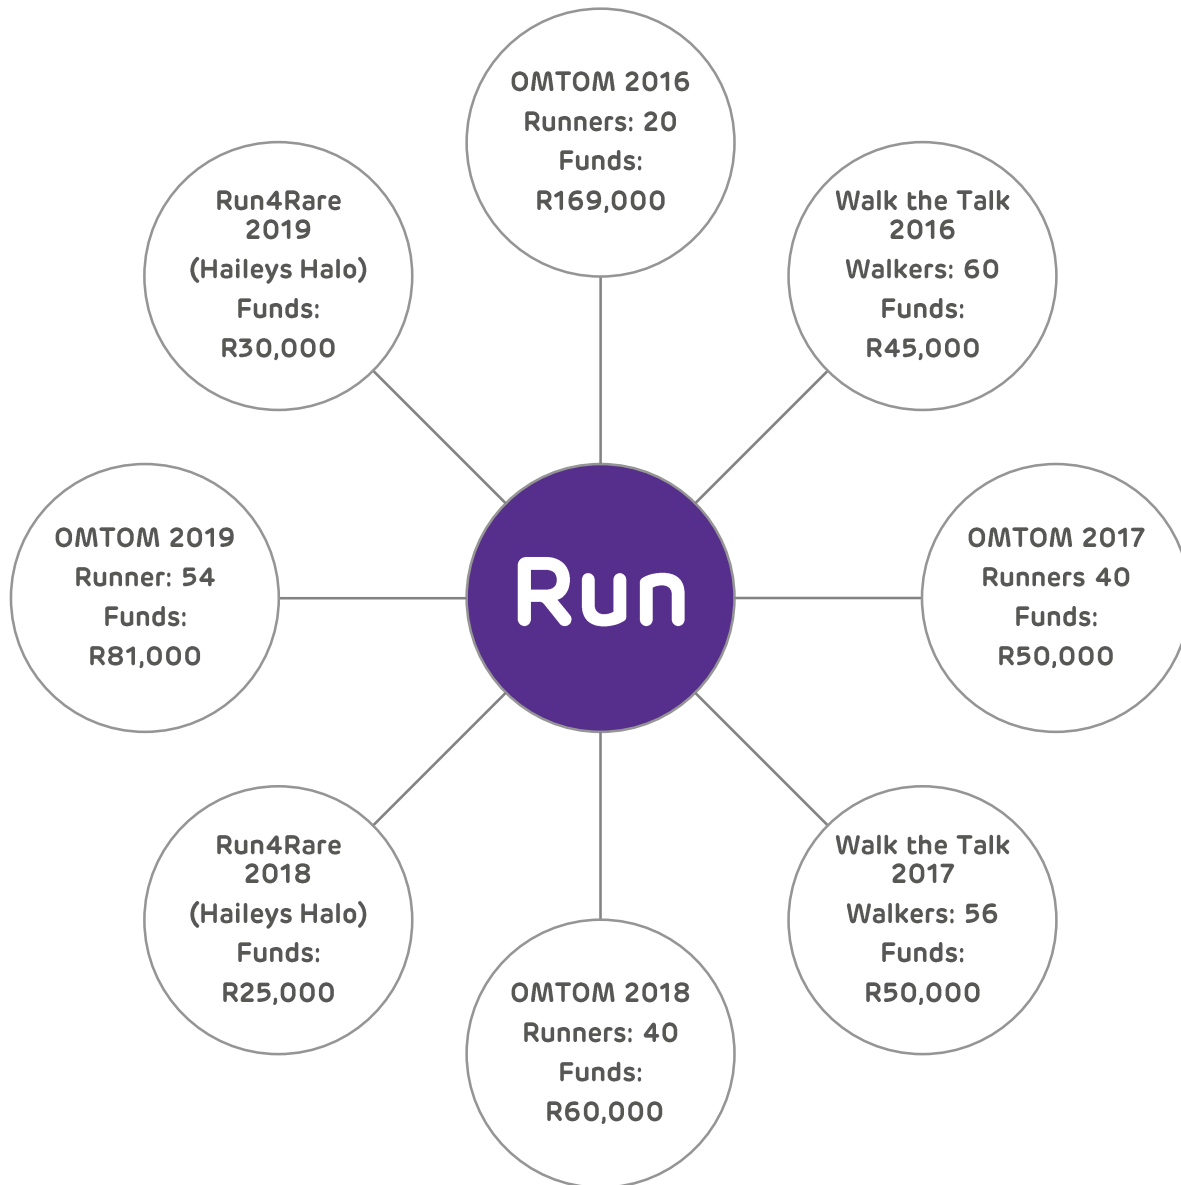 OMTOM 2016
Runners: 20
Funds:
R169,000
Walk the Talk
2016
Walkers: 60
Funds:
R45,000
OMTOM 2017
Runners 40
Funds:
R50,000
Walk the Talk
2017
Walkers: 56
Funds:
R50,000
OMTOM 2018
Runners: 40
Funds:
R60,000
Run4Rare
2018
(Haileys Halo)
Funds:
R25,000
OMTOM 2019
Runner: 54
Funds:
R81,000
Run4Rare
2019
(Haileys Halo)
Funds:
R30,000
Run